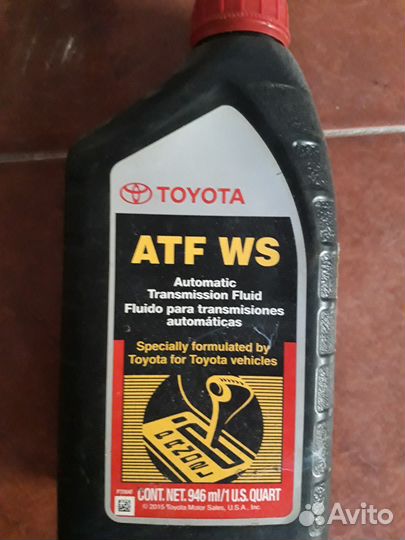 TOYOTA
ATF WS
Automatic
Transmission Fluid
Fluido para transmisiones
automáticas
Specially formulated by
Toyota for Toyota vehicles
CONT. NET. 946 ml/1 U.S. QUART
© 2015 Toyota Motor Sales, U.S.A., Inc.
Avito